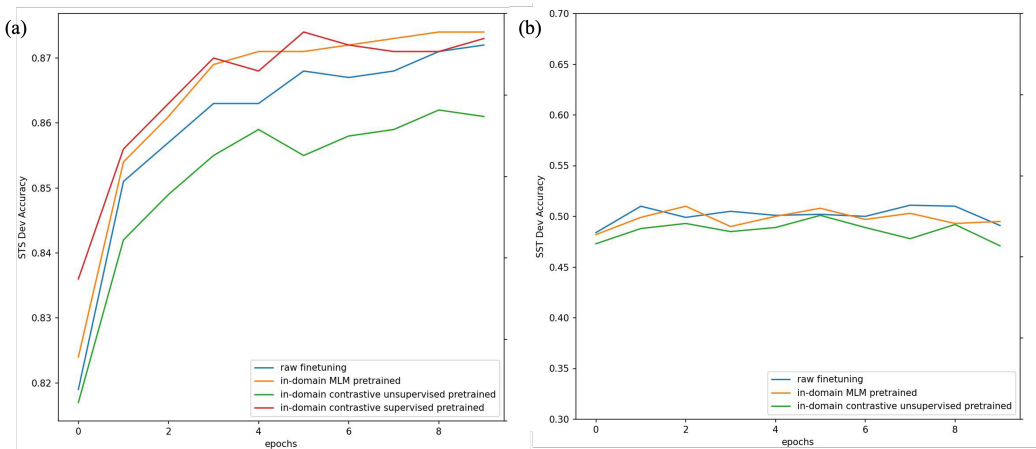 (a)
STS Dev Accuracy
0.87
0.86
0.85
0.84
0.83
0.82
0
2
4
6
8
epochs
raw finetuning
in-domain MLM pretrained
in-domain contrastive unsupervised pretrained
in-domain contrastive supervised pretrained
(b)
SST Dev Accuracy
0.70
0.65
0.60
0.55
0.50
0.45
0.40
0.35
0.30
0
2
4
6
8
epochs
raw finetuning
in-domain MLM pretrained
in-domain contrastive unsupervised pretrained